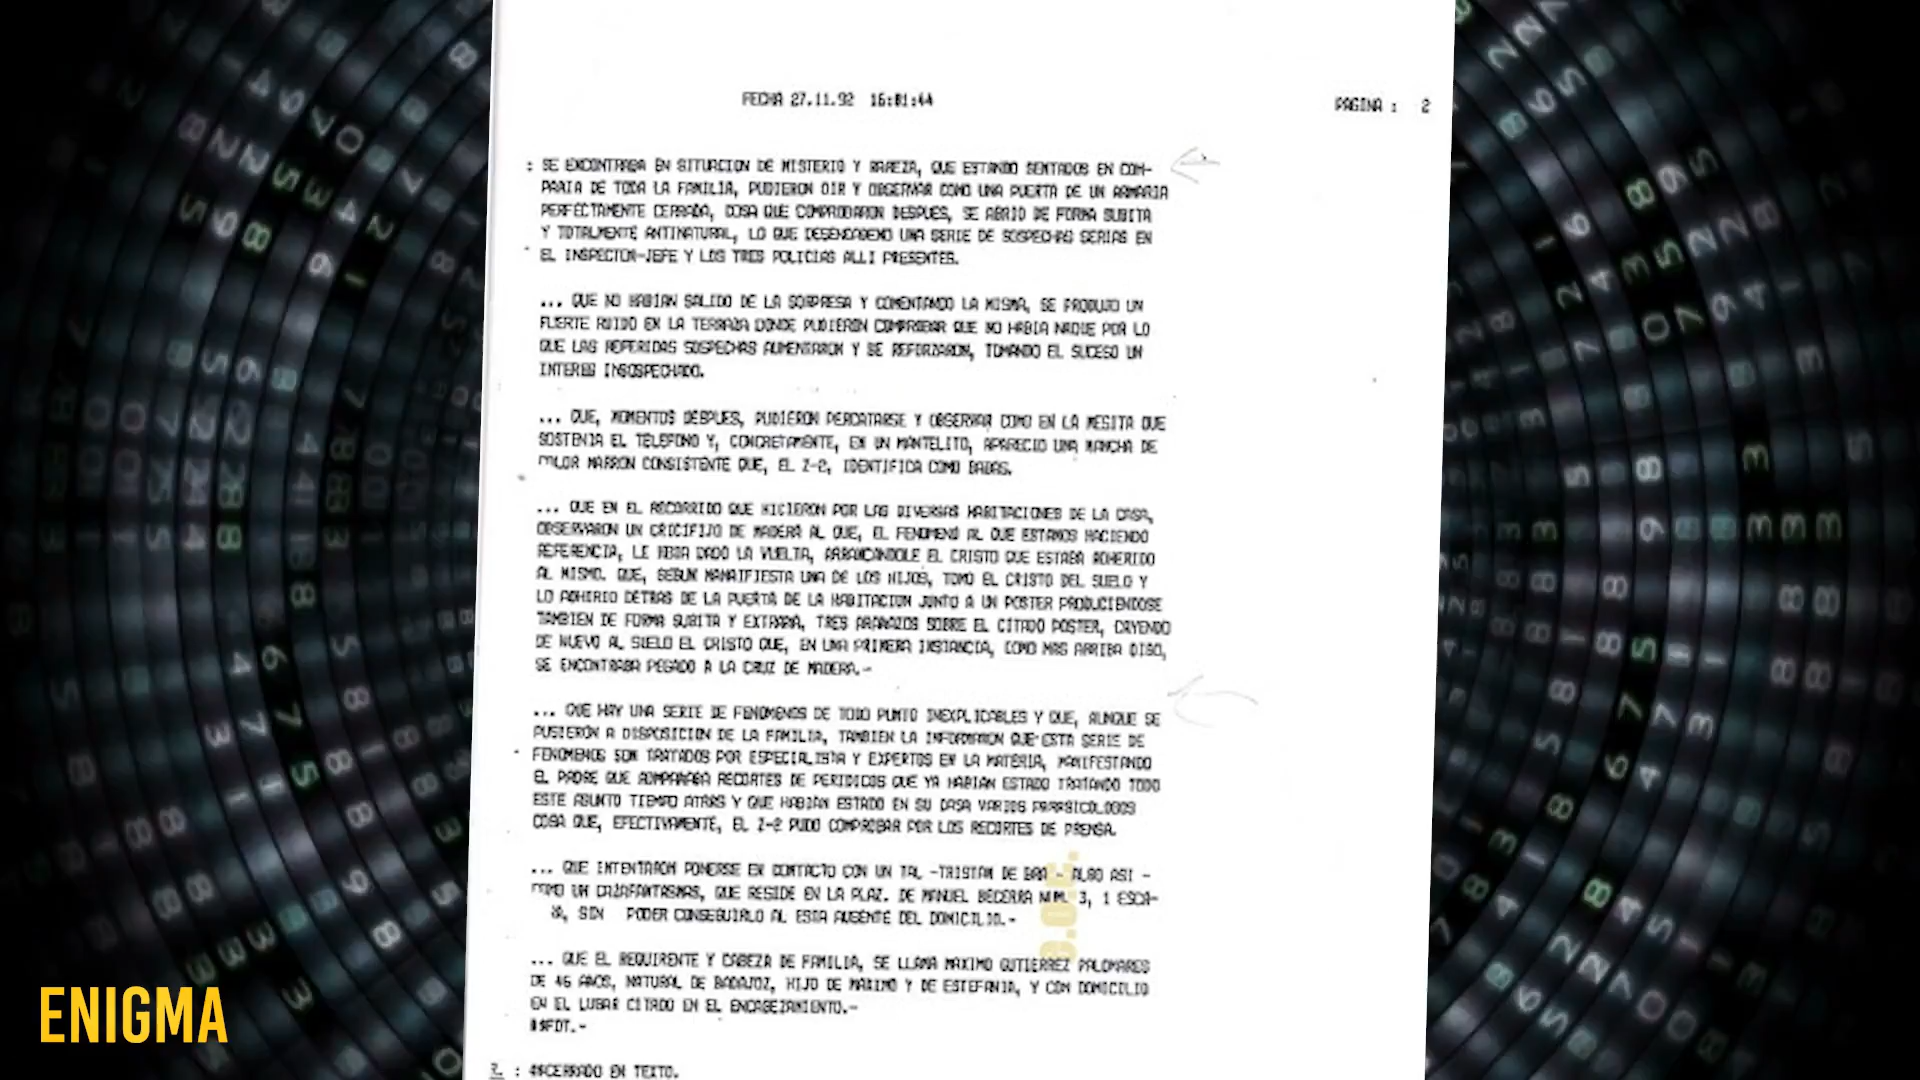 FECHA 27.11.92 16:01:44
PAGINA : 2
: SE EXCONTRABA EN SITUACION DE MISTERIO Y RAREZA, QUE ESTANDO SENTADOS EN COM-
PAÑIA DE TODA LA FAMILIA, PUDIERON OIR Y OBSERVAR COMO UNA PUERTA DE UN ARMARIA
PERFECTAMENTE CERRADA, COSA QUE COMPROBARON DESPUES, SE ABRIO DE FORMA SUBITA
Y TOTALMENTE ANTINATURAL, LO QUE DESENCADENO UNA SERIE DE SOSPECHAS SERIAS EN
EL INSPECTOR-JEFE Y LOS TRES POLICIAS ALLI PRESENTES.
... QUE NO HABIAN SALIDO DE LA SORPRESA Y COMENTANDO LA MISMA, SE PRODUJO UN
FUERTE RUIDO EN LA TERRAZA DONDE PUDIERON COMPROBAR QUE NO HABIA NADIE POR LO
QUE LAS REFERIDAS SOSPECHAS AUMENTARON Y SE REFORZARON, TOMANDO EL SUCESO UN
INTERES INSOSPECHADO.
... QUE, MOMENTOS DESPUES, PUDIERON PERCATARSE Y OBSERVAR COMO EN LA MESITA QUE
SOSTENIA EL TELEFONO Y, CONCRETAMENTE, EN UN MANTELITO, APARECIO UNA MANCHA DE
COLOR MARRON CONSISTENTE QUE, EL Z-2, IDENTIFICA COMO BABAS.
... QUE EN EL RECORRIDO QUE HICIERON POR LAS DIVERSAS HABITACIONES DE LA CASA,
OBSERVARON UN CROCIFIJO DE MADERA AL QUE, EL FENOMENO AL QUE ESTAMOS HACIENDO
REFERENCIA, LE HBIA DADO LA VUELTA, ARRANCANDOLE EL CRISTO QUE ESTABA ADHERIDO
AL MISMO. QUE, SEGUN MANAIFIESTA UNA DE LOS HIJOS, TOMO EL CRISTO DEL SUELO Y
LO ADHIRIO DETRAS DE LA PUERTA DE LA HABITACION JUNTO A UN POSTER PRODUCIENDOSE
TAMBIEN DE FORMA SUBITA Y EXTRAÑA, TRES ARAÑAZOS SOBRE EL CITADO POSTER, CAYENDO
DE NUEVO AL SUELO EL CRISTO QUE, EN UNA PRIMERA INSTANCIA, COMO MAS ARRIBA DIGO,
SE ENCONTRABA PEGADO A LA CRUZ DE MADERA.-
... QUE HAY UNA SERIE DE FENOMENOS DE TODO PUNTO INEXPLICABLES Y QUE, AUNQUE SE
PUSIERON A DISPOSICION DE LA FAMILIA, TAMBIEN LA INFORMARON QUE ESTA SERIE DE
FENOMENOS SON TRATADOS POR ESPECIALISTA Y EXPERTOS EN LA MATERIA, MANIFESTANDO
EL PADRE QUE RECORTES DE PERIDICOS QUE YA HABIAN ESTADO TRATANDO TODO
ESTE ASUNTO TIEMPO ATRAS Y QUE HABIAN ESTADO EN SU CASA VARIOS PARASICOLOGOS
COSA QUE, EFECTIVAMENTE, EL Z-2 PUDO COMPROBAR POR LOS RECORTES DE PRENSA.
... QUE INTENTARON PONERSE EN CONTACTO CON UN TAL -TRISTAN DE BRA - ALGO ASI -
COMO UN CAZAFANTASMAS, QUE RESIDE EN LA PLAZ. DE MANUEL BECERRA NUM. 3, 1 ESCA-
SIN PODER CONSEGUIRLO AL ESTA AUSENTE DEL DOMICILIO.-
... QUE EL REQUIRENTE Y CABEZA DE FAMILIA, SE LLAMA MAXIMO GUTIERREZ PALOMARES
DE 46 AÑOS, NATURAL DE BADAJOZ, HIJO DE MAXIMO Y DE ESTEFANIA, Y CON DOMICILIO
EN EL LUGAR CITADO EN EL ENCABEZAMIENTO.-
$$FDT.-
: CERRADO EN TEXTO.
ENIGMA